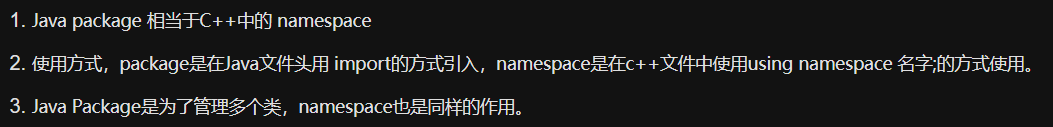 1. Java package 相当于C++中的 namespace
2. 使用方式，package是在Java文件头用 import的方式引入，namespace是在c++文件中使用using namespace 名字;的方式使用。
3. Java Package是为了管理多个类，namespace也是同样的作用。